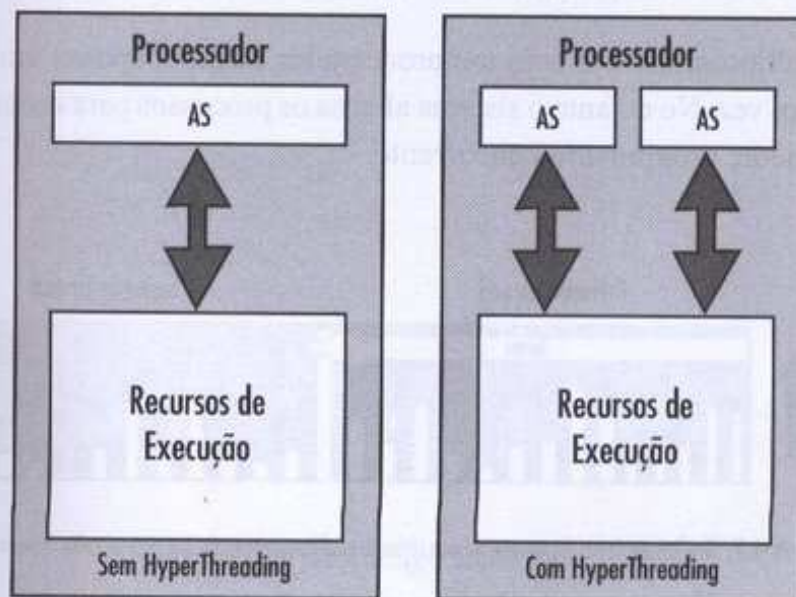 Processador
AS
Recursos de
Execução
Sem HyperThreading
Processador
AS
AS
Recursos de
Execução
Com HyperThreading